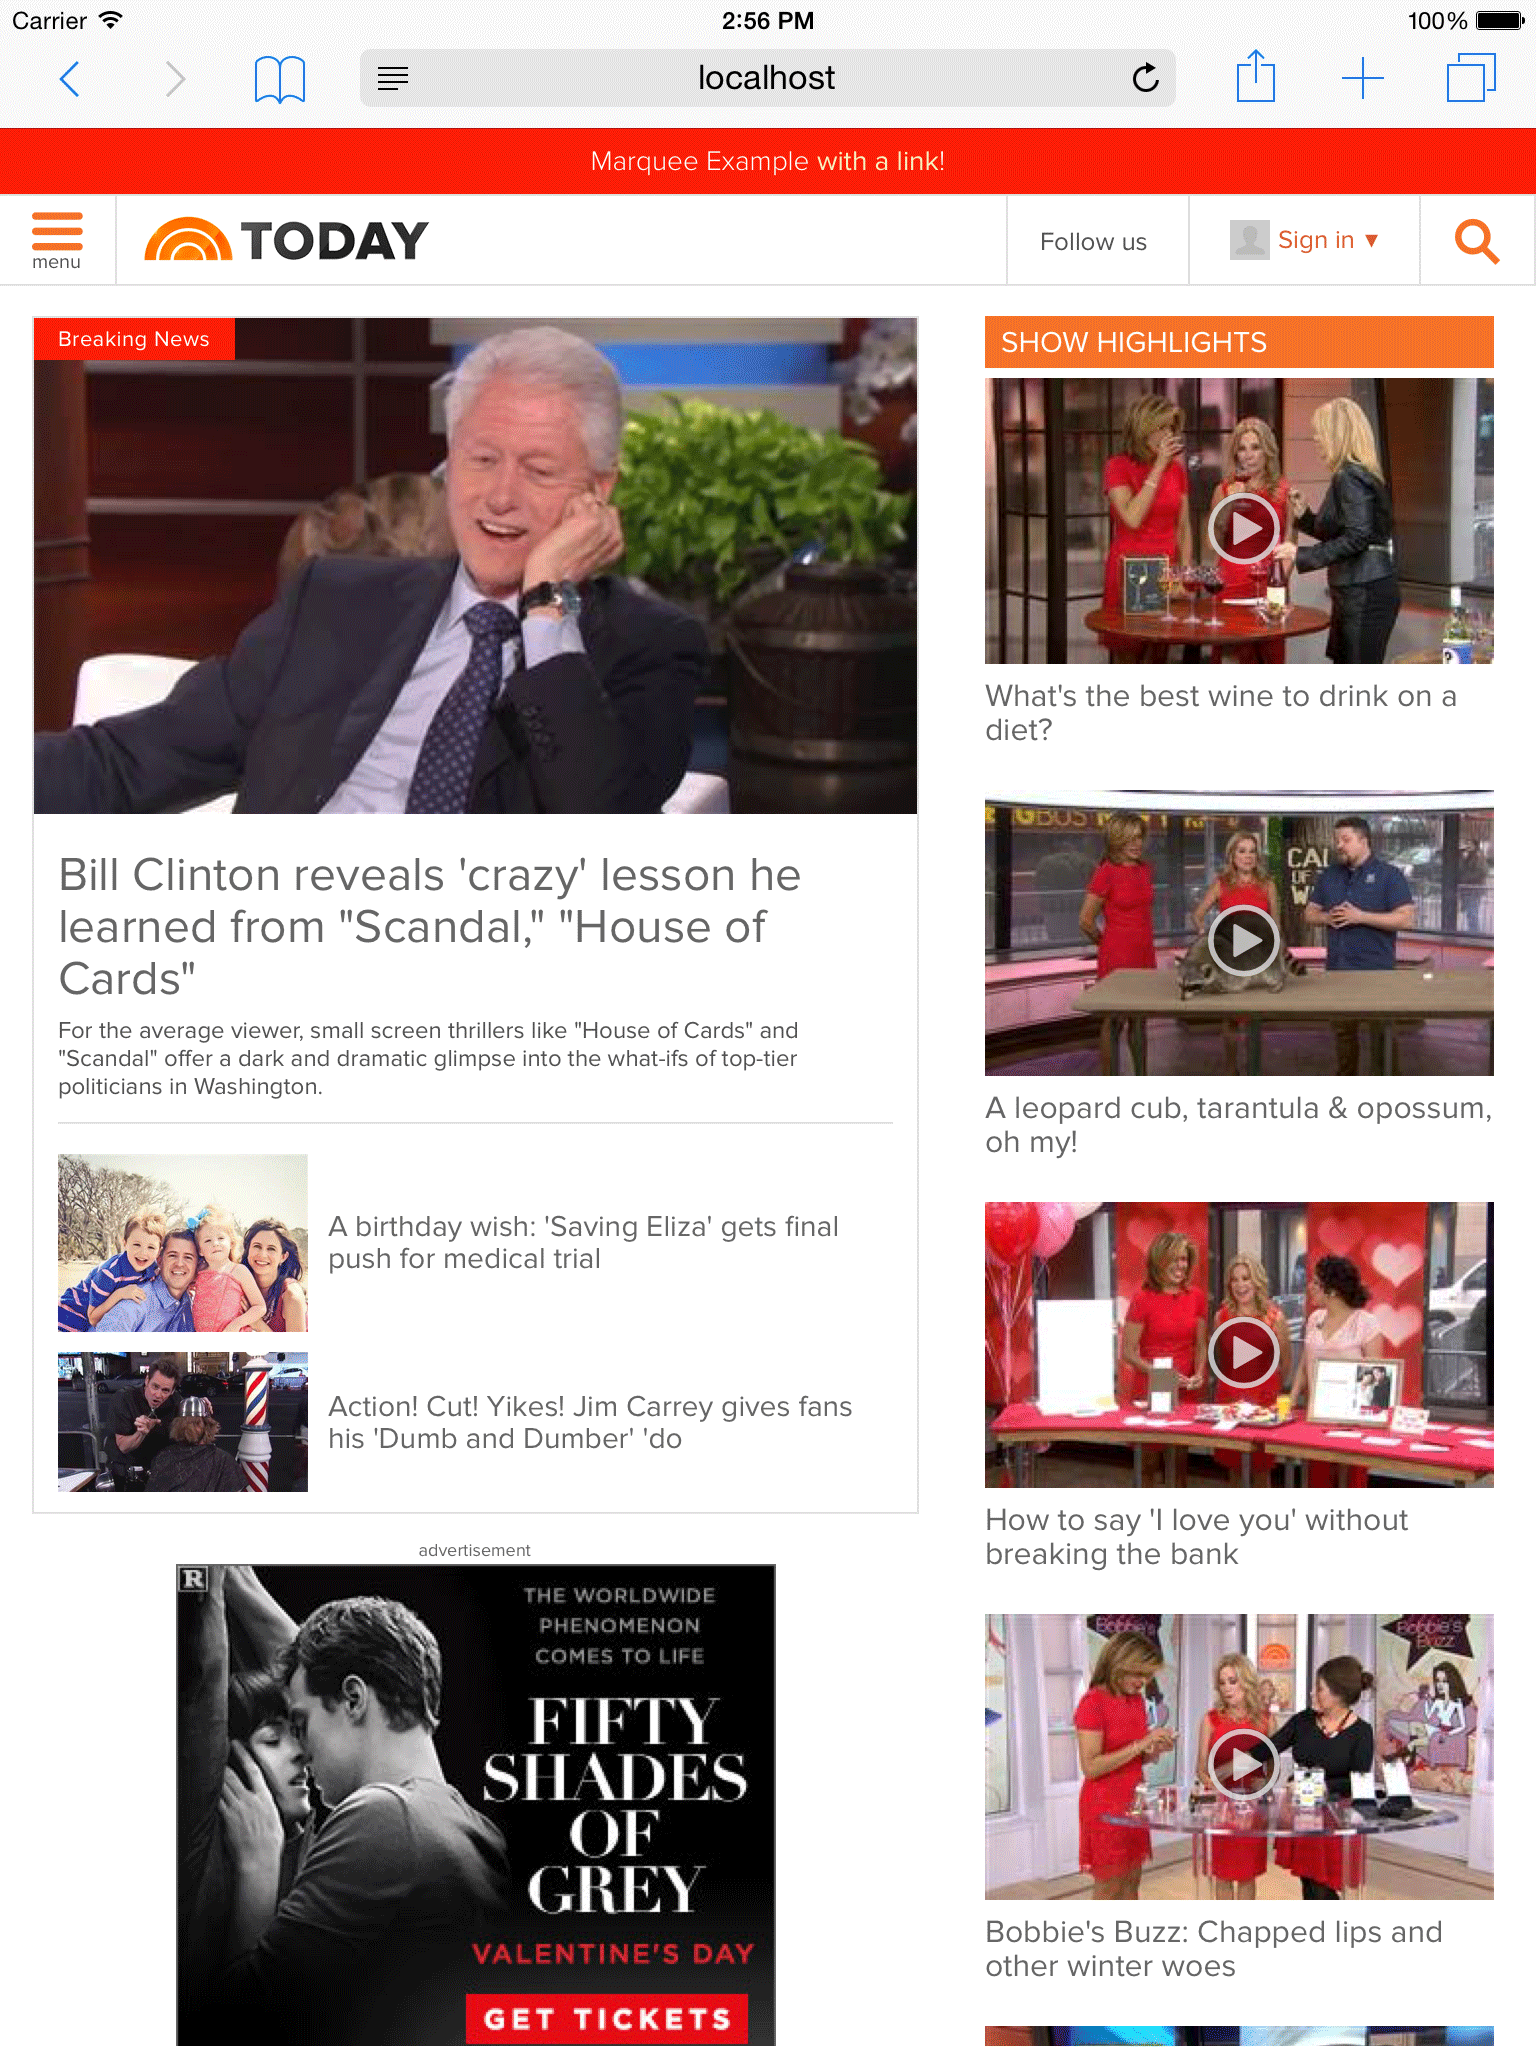 Carrier
2:56 PM
100%
localhost
Marquee Example with a link!
menu
TODAY
Follow us
Sign in ▼
Breaking News
Bill Clinton reveals 'crazy' lesson he
learned from "Scandal," "House of
Cards"
For the average viewer, small screen thrillers like "House of Cards" and
"Scandal" offer a dark and dramatic glimpse into the what-ifs of top-tier
politicians in Washington.
A birthday wish: 'Saving Eliza' gets final
push for medical trial
Action! Cut! Yikes! Jim Carrey gives fans
his 'Dumb and Dumber' 'do
advertisement
R
THE WORLDWIDE
PHENOMENON
COMES TO LIFE
FIFTY
SHADES
OF
GREY
VALENTINE'S DAY
GET TICKETS
SHOW HIGHLIGHTS
What's the best wine to drink on a
diet?
CAL
OF
W
A leopard cub, tarantula & opossum,
oh my!
How to say 'I love you' without
breaking the bank
Bobbie's
Bobbie's
Buzz
Bobbie's Buzz: Chapped lips and
other winter woes